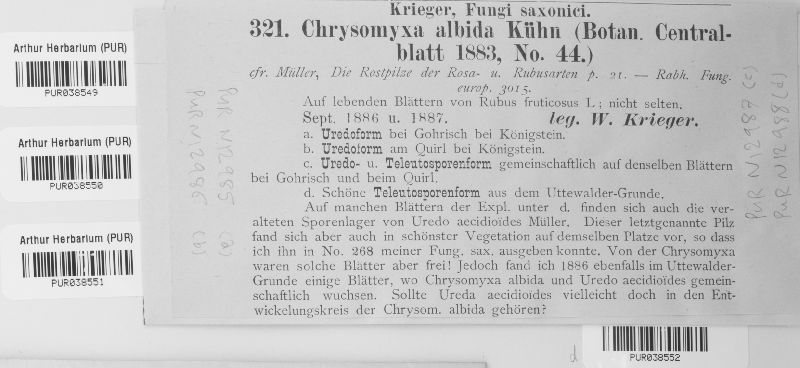 Krieger, Fungi saxonici.
321. Chrysomyxa albida Kühn (Botan. Central-
blatt 1883, No. 44.)
cfr. Müller, Die Rostpilze der Rosa- u. Rubusarten p. 21. — Rabh. Fung.
europ. 3015.
Auf lebenden Blättern von Rubus fruticosus L; nicht selten.
Sept. 1886 u. 1887. leg. W. Krieger.
a. Uredoform bei Gohrisch bei Königstein.
b. Uredoform am Quirl bei Königstein.
c. Uredo- u. Teleutosporenform gemeinschaftlich auf denselben Blättern
bei Gohrisch und beim Quirl.
d. Schöne Teleutosporenform aus dem Uttewalder-Grunde.
Auf manchen Blättern der Expl. unter d. finden sich auch die ver-
alteten Sporenlager von Uredo aecidioïdes Müller. Dieser letztgenannte Pilz
fand sich aber auch in schönster Vegetation auf demselben Platze vor, so dass
ich ihn in No. 268 meiner Fung. sax. ausgeben konnte. Von der Chrysomyxa
waren solche Blätter aber frei! Jedoch fand ich 1886 ebenfalls im Uttewalder-
Grunde einige Blätter, wo Chrysomyxa albida und Uredo aecidioïdes gemein-
schaftlich wuchsen. Sollte Ureda aecidioïdes vielleicht doch in den Ent-
wickelungskreis der Chrysom. albida gehören?
Arthur Herbarium (PUR)
PUR038549
Arthur Herbarium (PUR)
PUR038550
Arthur Herbarium (PUR)
PUR038551
d
PUR038552
PUR N12985 (a)
PUR N12986 (b)
PUR N12987 (c)
PUR N12988 (d)